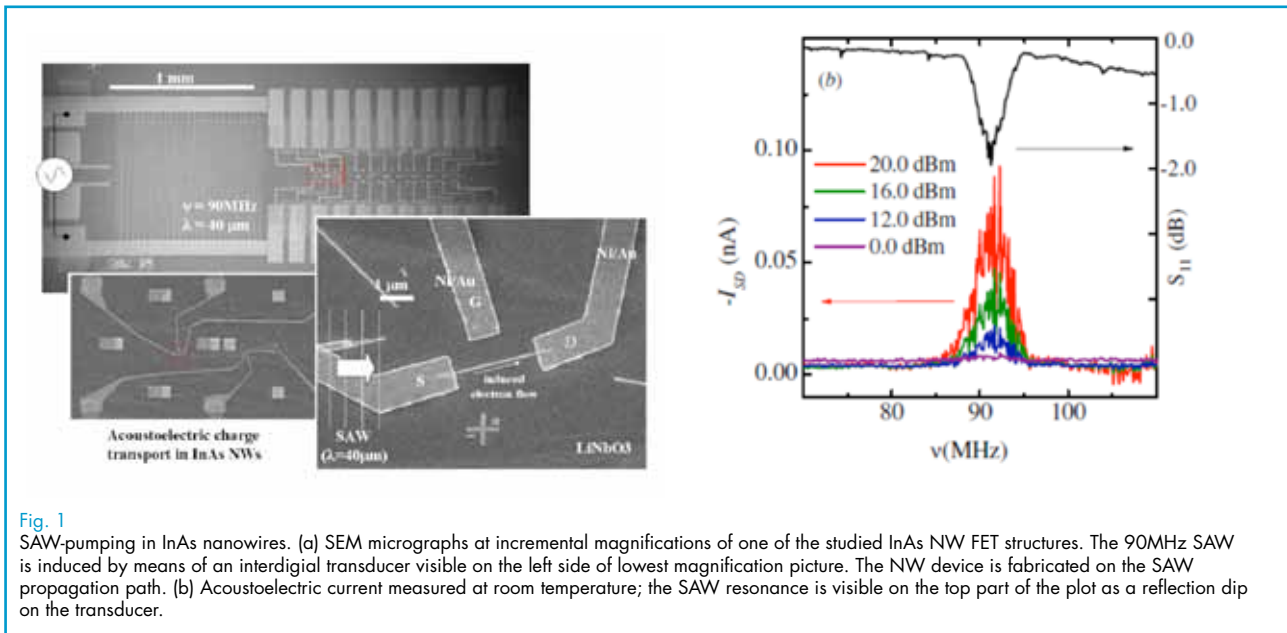 1 mm
ν = 90MHz
λ = 40 μm
Ni/Au
G
Ni/Au
1 μm
D
S
induced
electron flow
SAW
(λ=40μm)
LiNbO3
Acoustoelectric charge
transport in InAs NWs
(b)
20.0 dBm
16.0 dBm
12.0 dBm
0.0 dBm
0.10
0.05
0.00
-I_SD (nA)
0.0
-1.0
-2.0
S₁₁ (dB)
80
90
100
ν(MHz)
Fig. 1
SAW-pumping in InAs nanowires. (a) SEM micrographs at incremental magnifications of one of the studied InAs NW FET structures. The 90MHz SAW
is induced by means of an interdigial transducer visible on the left side of lowest magnification picture. The NW device is fabricated on the SAW
propagation path. (b) Acoustoelectric current measured at room temperature; the SAW resonance is visible on the top part of the plot as a reflection dip
on the transducer.